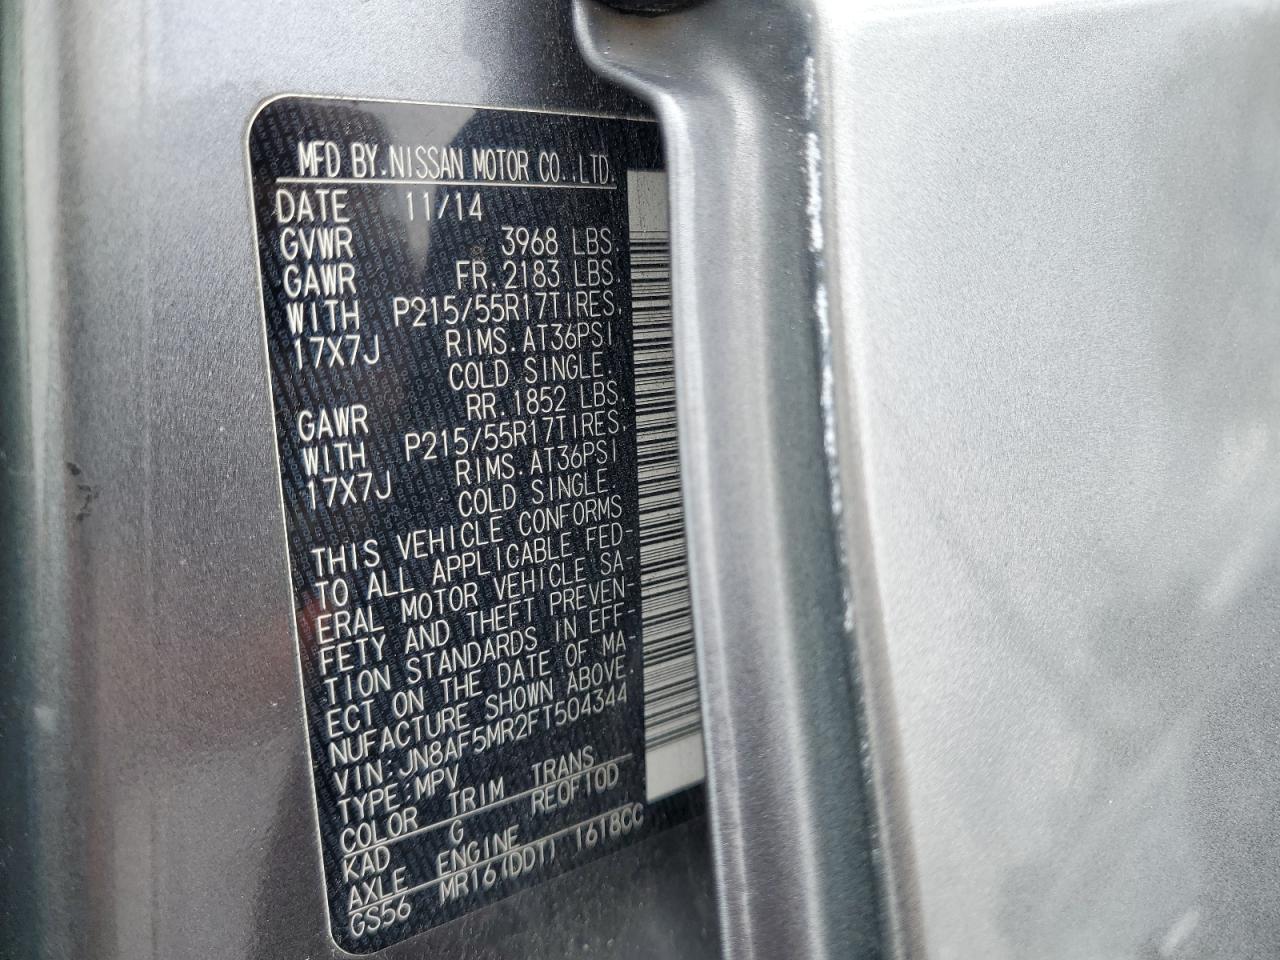 MFD BY.NISSAN MOTOR CO.,LTD.
DATE 11/14
GVWR 3968 LBS.
GAWR FR.2183 LBS.
WITH P215/55R17TIRES.
17X7J RIMS.AT36PSI
COLD SINGLE.
GAWR RR.1852 LBS.
WITH P215/55R17TIRES.
17X7J RIMS.AT36PSI
COLD SINGLE.
THIS VEHICLE CONFORMS
TO ALL APPLICABLE FED-
ERAL MOTOR VEHICLE SA-
FETY AND THEFT PREVEN-
TION STANDARDS IN EFF-
ECT ON THE DATE OF MA-
NUFACTURE SHOWN ABOVE.
VIN:JN8AF5MR2FT504344
TYPE:MPV
COLOR TRIM TRANS
KAD G RE0F10D
AXLE ENGINE
GS56 MR16(DDT) 1618CC